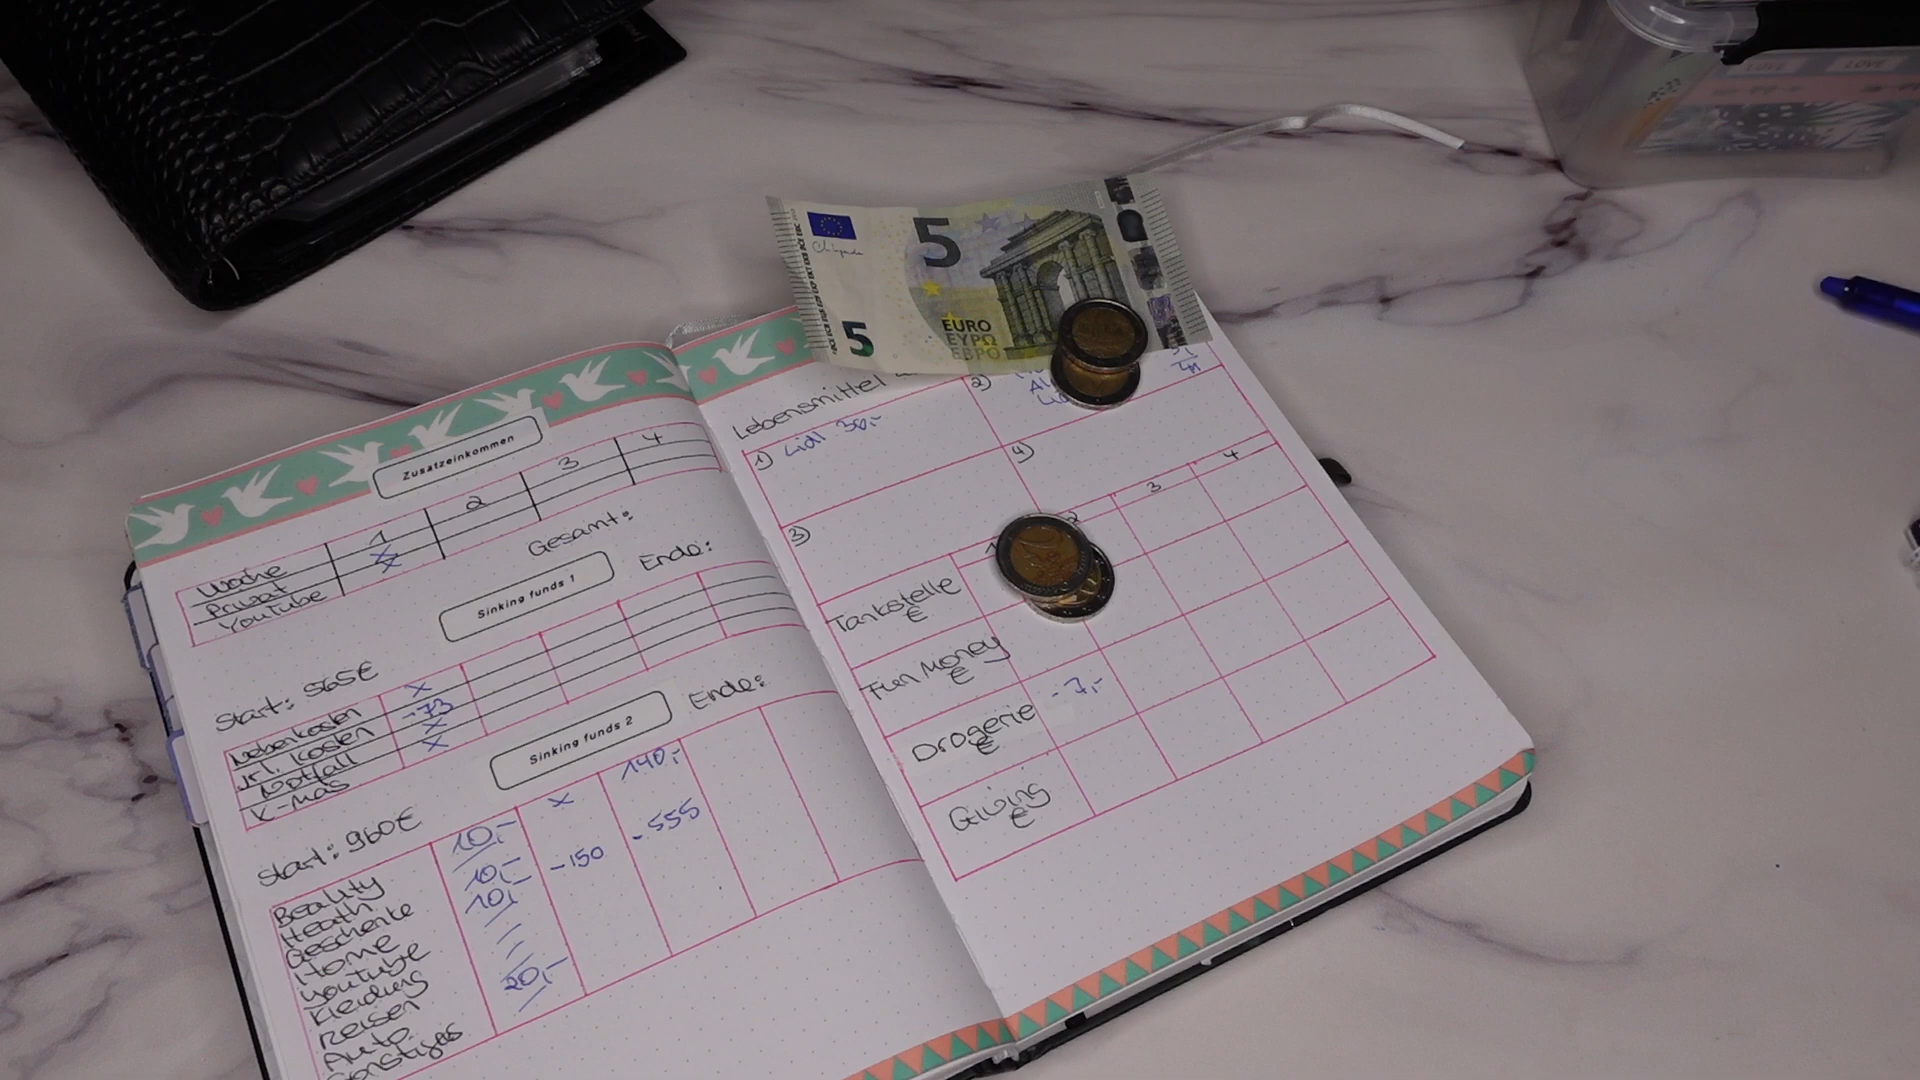 Zusatzeinkommen
Woche 1 2 3 4
Privat x
YouTube x
Gesamt:
Sinking funds 1
Start: 565€ Ende:
Nebenkosten x
jrl. Kosten -73
Notfall x
X-mas x
Sinking funds 2
Start: 960€ Ende:
Beauty 10,- x 140,-
Health
Geschenke 10,- -150 -555
Home 10,-
YouTube
Kleidung
Reisen 20,-
Auto
Sonstiges
5
5
EURO
ΕΥΡΩ
ЕВРО
Lebensmittel
1) Lidl 30,-
2)
3)
4)
2 3 4
Tankstelle
€
Fun Money
€
Drogerie -7,-
€
Giving
€
LOVE
LOVE